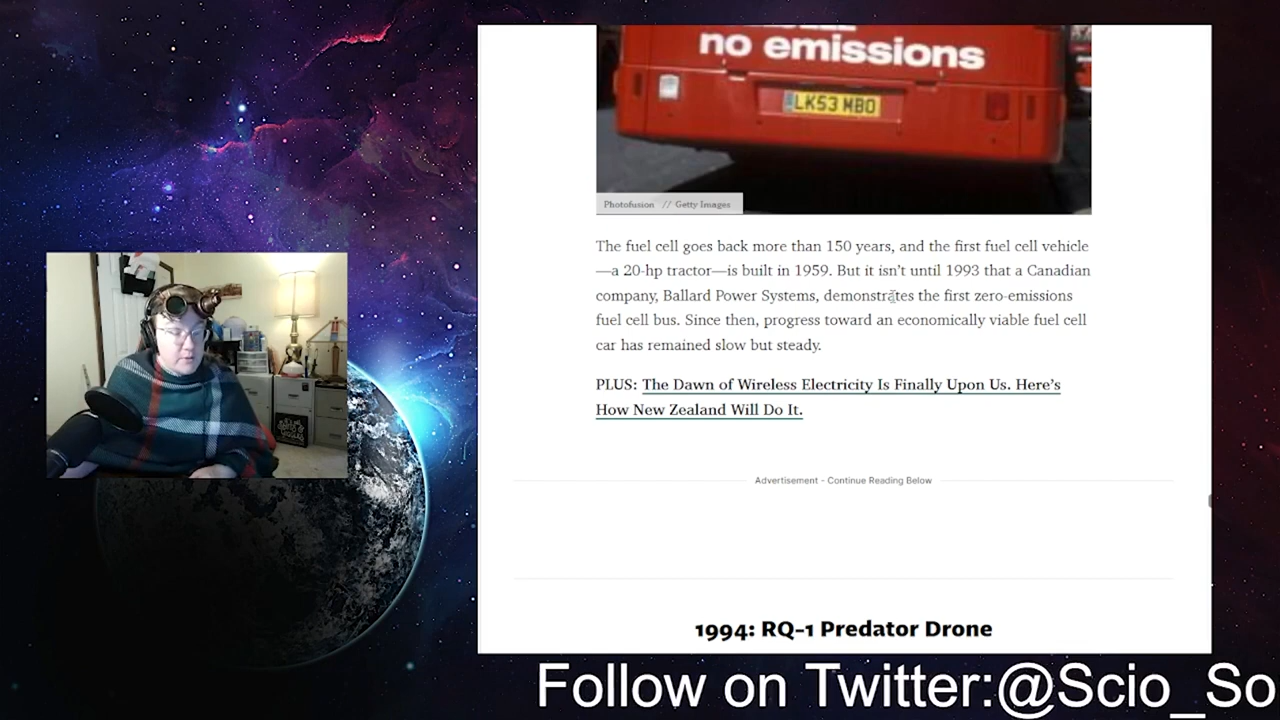 no emissions
LK53 MBO
Photofusion // Getty Images
The fuel cell goes back more than 150 years, and the first fuel cell vehicle
—a 20-hp tractor—is built in 1959. But it isn’t until 1993 that a Canadian
company, Ballard Power Systems, demonstrates the first zero-emissions
fuel cell bus. Since then, progress toward an economically viable fuel cell
car has remained slow but steady.
PLUS: The Dawn of Wireless Electricity Is Finally Upon Us. Here’s
How New Zealand Will Do It.
Advertisement - Continue Reading Below
1994: RQ-1 Predator Drone
Follow on Twitter:@Scio_So